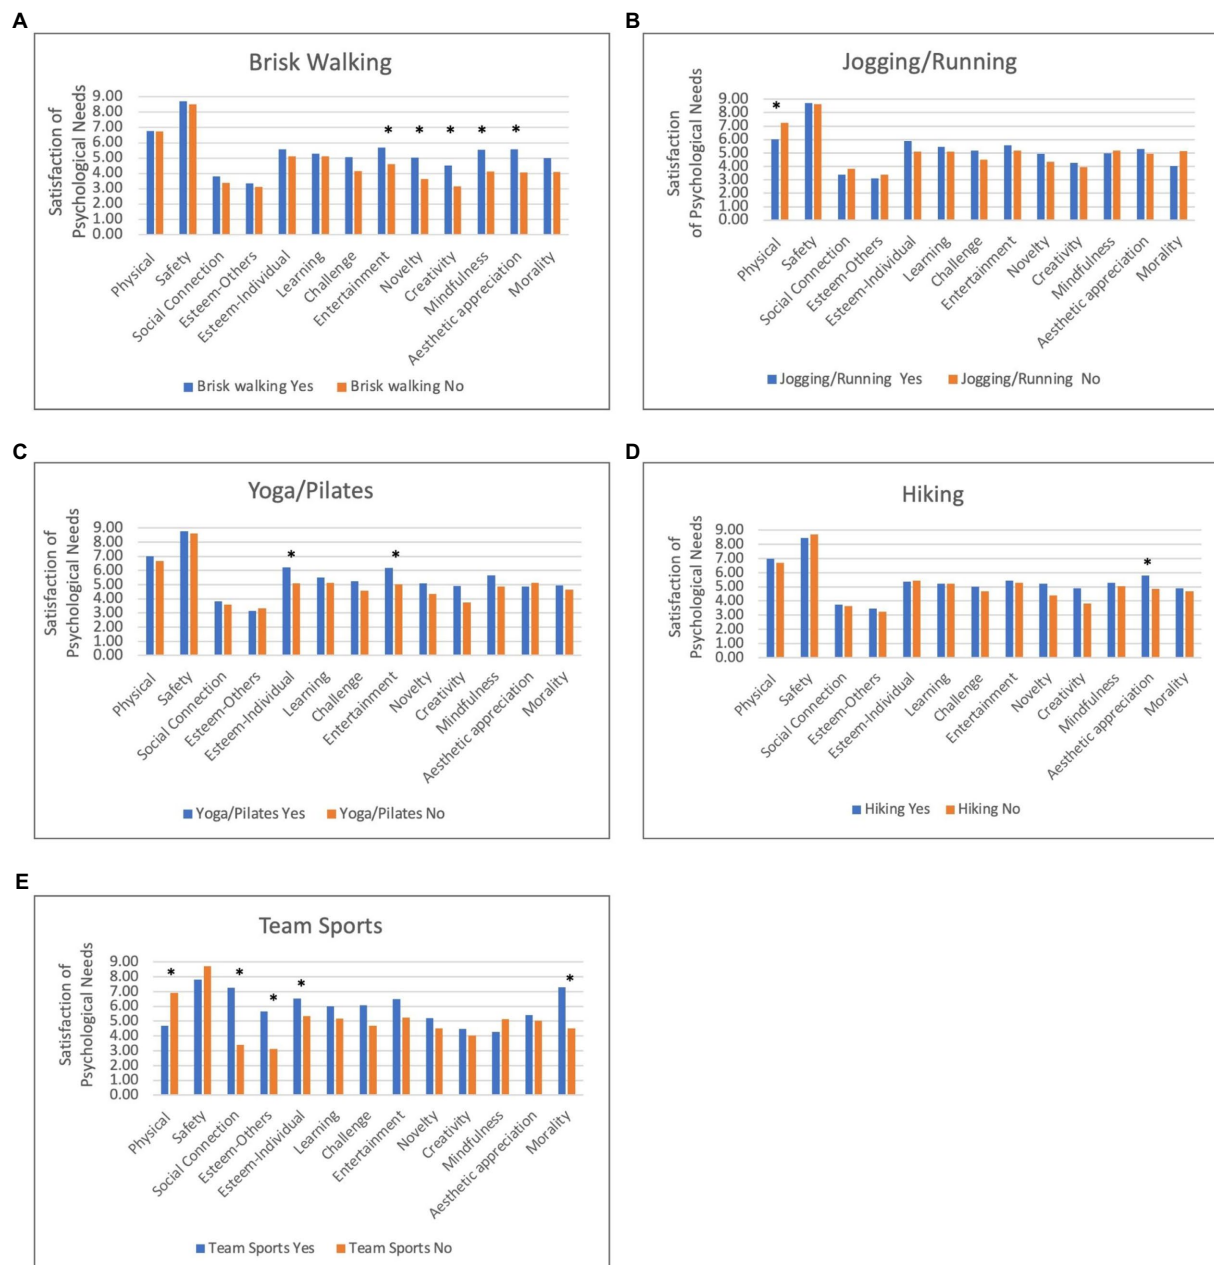 A
Brisk Walking
Satisfaction of
Psychological Needs
9.00
8.00
7.00
6.00
5.00
4.00
3.00
2.00
1.00
0.00
* * * * *
Physical
Safety
Social Connection
Esteem-Others
Esteem-Individual
Learning
Challenge
Entertainment
Novelty
Creativity
Mindfulness
Aesthetic appreciation
Morality
Brisk walking Yes
Brisk walking No
B
Jogging/Running
Satisfaction
of Psychological Needs
9.00
8.00
7.00
6.00
5.00
4.00
3.00
2.00
1.00
0.00
*
Physical
Safety
Social Connection
Esteem-Others
Esteem-Individual
Learning
Challenge
Entertainment
Novelty
Creativity
Mindfulness
Aesthetic appreciation
Morality
Jogging/Running Yes
Jogging/Running No
C
Yoga/Pilates
Satisfaction of
Psychological Needs
9.00
8.00
7.00
6.00
5.00
4.00
3.00
2.00
1.00
0.00
* *
Physical
Safety
Social Connection
Esteem-Others
Esteem-Individual
Learning
Challenge
Entertainment
Novelty
Creativity
Mindfulness
Aesthetic appreciation
Morality
Yoga/Pilates Yes
Yoga/Pilates No
D
Hiking
Satisfaction of
Psychological Needs
9.00
8.00
7.00
6.00
5.00
4.00
3.00
2.00
1.00
0.00
*
Physical
Safety
Social Connection
Esteem-Others
Esteem-Individual
Learning
Challenge
Entertainment
Novelty
Creativity
Mindfulness
Aesthetic appreciation
Morality
Hiking Yes
Hiking No
E
Team Sports
Satisfaction of
Psychological Needs
9.00
8.00
7.00
6.00
5.00
4.00
3.00
2.00
1.00
0.00
* * * * *
Physical
Safety
Social Connection
Esteem-Others
Esteem-Individual
Learning
Challenge
Entertainment
Novelty
Creativity
Mindfulness
Aesthetic appreciation
Morality
Team Sports Yes
Team Sports No